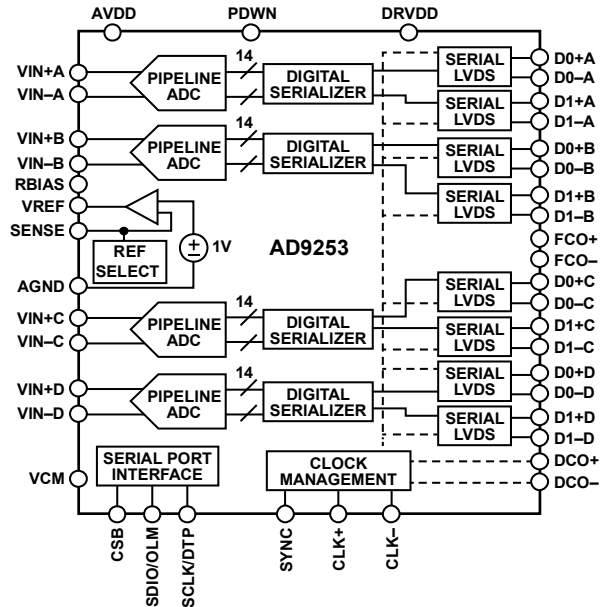 AVDD
PDWN
DRVDD
VIN+A
VIN–A
VIN+B
VIN–B
RBIAS
VREF
SENSE
AGND
VIN+C
VIN–C
VIN+D
VIN–D
VCM
PIPELINE
ADC
14
DIGITAL
SERIALIZER
PIPELINE
ADC
14
DIGITAL
SERIALIZER
REF
SELECT
1V
AD9253
PIPELINE
ADC
14
DIGITAL
SERIALIZER
PIPELINE
ADC
14
DIGITAL
SERIALIZER
SERIAL PORT
INTERFACE
CLOCK
MANAGEMENT
SERIAL
LVDS
SERIAL
LVDS
SERIAL
LVDS
SERIAL
LVDS
SERIAL
LVDS
SERIAL
LVDS
SERIAL
LVDS
SERIAL
LVDS
D0+A
D0–A
D1+A
D1–A
D0+B
D0–B
D1+B
D1–B
FCO+
FCO–
D0+C
D0–C
D1+C
D1–C
D0+D
D0–D
D1+D
D1–D
DCO+
DCO–
CSB
SDIO/OLM
SCLK/DTP
SYNC
CLK+
CLK–